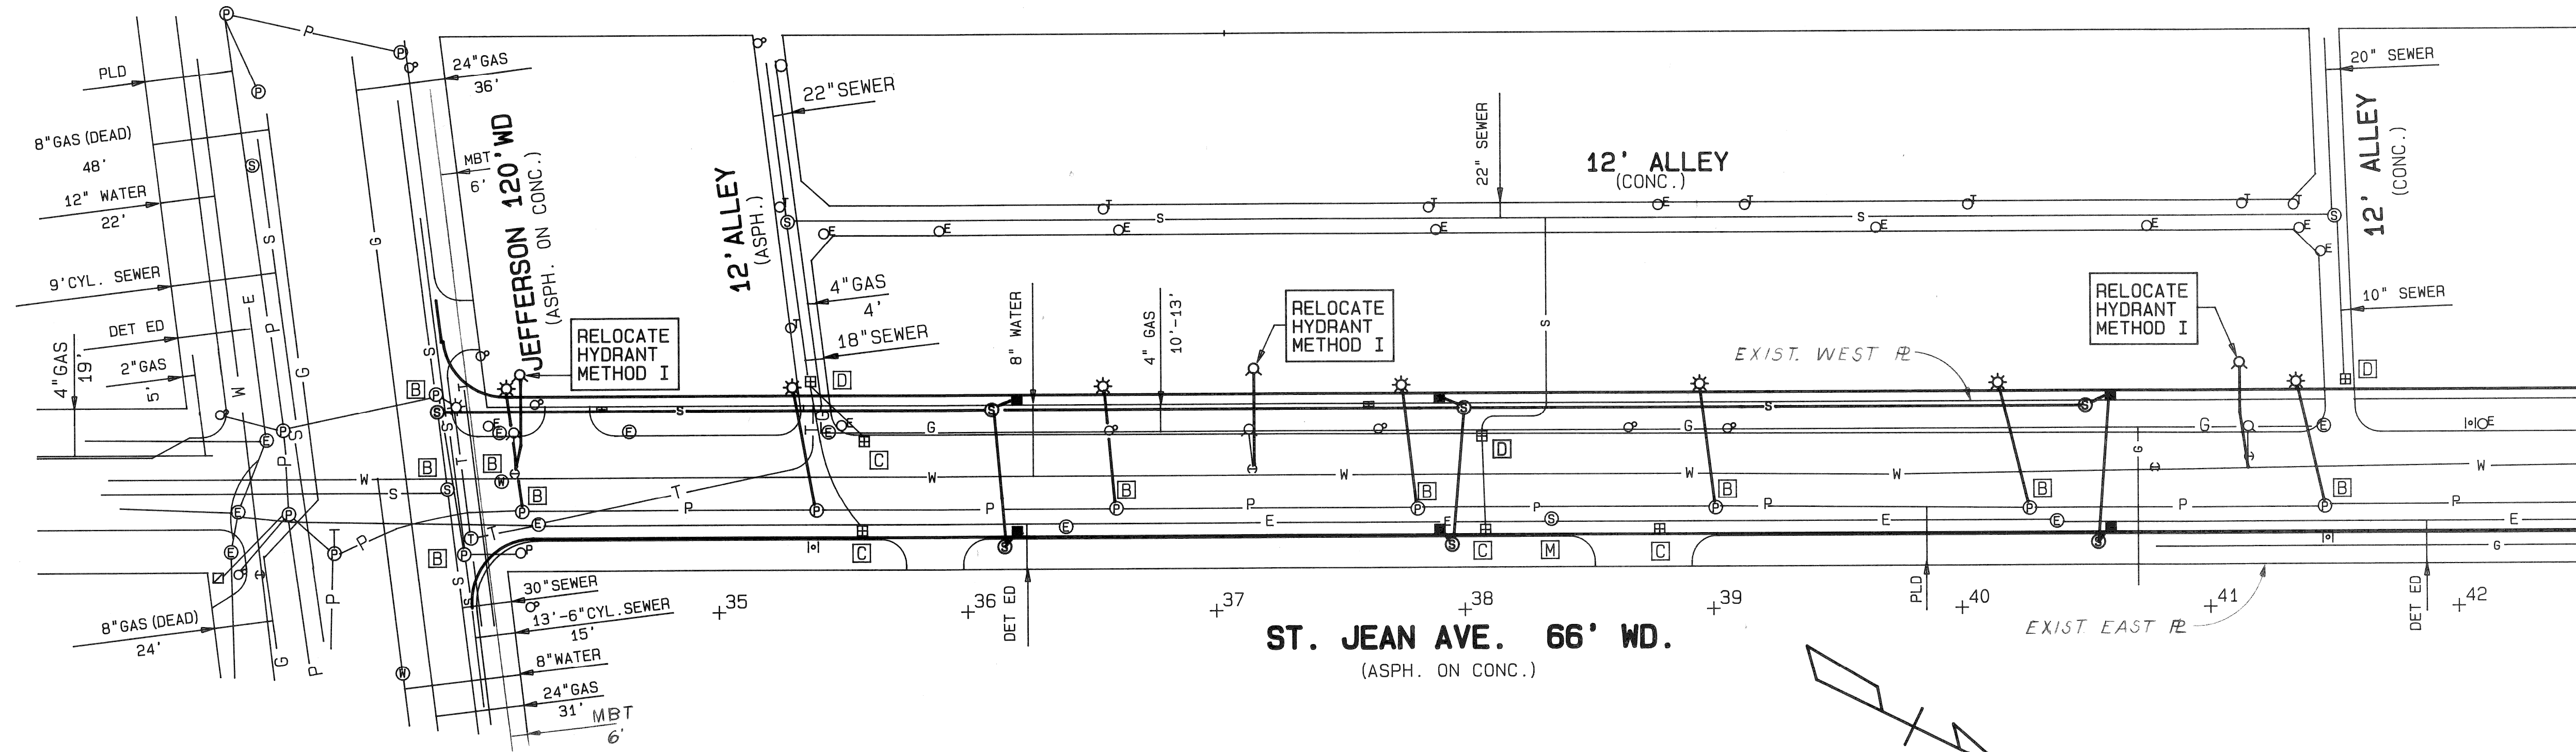 PLD
8"GAS (DEAD)
48'
12" WATER
22'
9'CYL. SEWER
DET ED
2"GAS
5'
4"GAS
19'
8"GAS (DEAD)
24'
24"GAS
36'
MBT
6'
JEFFERSON 120'WD
(ASPH. ON CONC.)
12'ALLEY
(ASPH.)
22"SEWER
4"GAS
4'
18"SEWER
RELOCATE
HYDRANT
METHOD I
8" WATER
4" GAS
10'-13'
RELOCATE
HYDRANT
METHOD I
22" SEWER
12' ALLEY
(CONC.)
EXIST. WEST PL
RELOCATE
HYDRANT
METHOD I
20" SEWER
12' ALLEY
(CONC.)
10" SEWER
P
P
P
P
S
S
P
E
W
G
G
S
T
W
S
P
E
G
B
B
B
B
B
D
C
C
B
B
D
C
M
C
B
B
B
D
30"SEWER
13'-6"CYL.SEWER
15'
8"WATER
24"GAS
31'
MBT
6'
+35
+36
DET ED
+37
+38
+39
PLD
+40
+41
DET ED
+42
EXIST. EAST PL
ST. JEAN AVE. 66' WD.
(ASPH. ON CONC.)